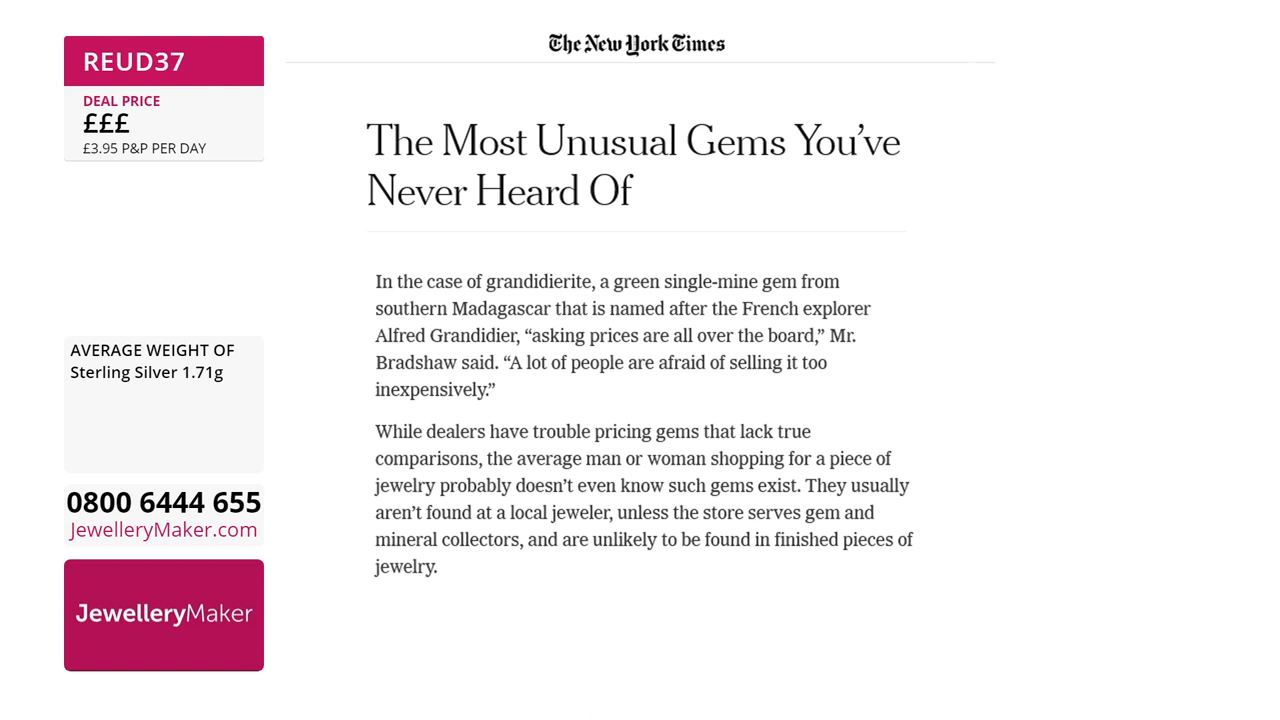 REUD37
DEAL PRICE
£££
£3.95 P&P PER DAY
AVERAGE WEIGHT OF
Sterling Silver 1.71g
0800 6444 655
JewelleryMaker.com
JewelleryMaker
The New York Times
The Most Unusual Gems You’ve
Never Heard Of
In the case of grandidierite, a green single-mine gem from
southern Madagascar that is named after the French explorer
Alfred Grandidier, “asking prices are all over the board,” Mr.
Bradshaw said. “A lot of people are afraid of selling it too
inexpensively.”
While dealers have trouble pricing gems that lack true
comparisons, the average man or woman shopping for a piece of
jewelry probably doesn’t even know such gems exist. They usually
aren’t found at a local jeweler, unless the store serves gem and
mineral collectors, and are unlikely to be found in finished pieces of
jewelry.